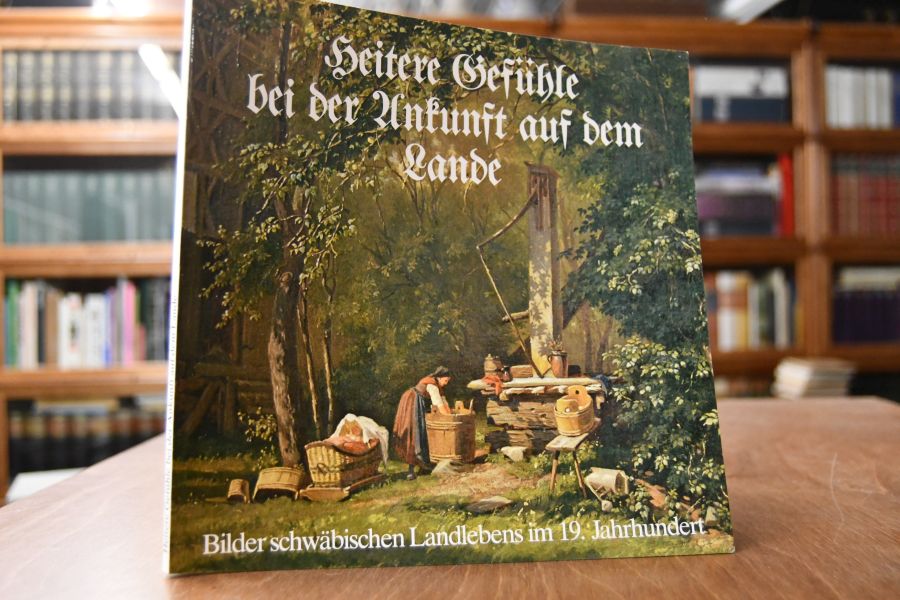 Heitere Gefühle
bei der Ankunft auf dem
Lande
Bilder schwäbischen Landlebens im 19. Jahrhundert